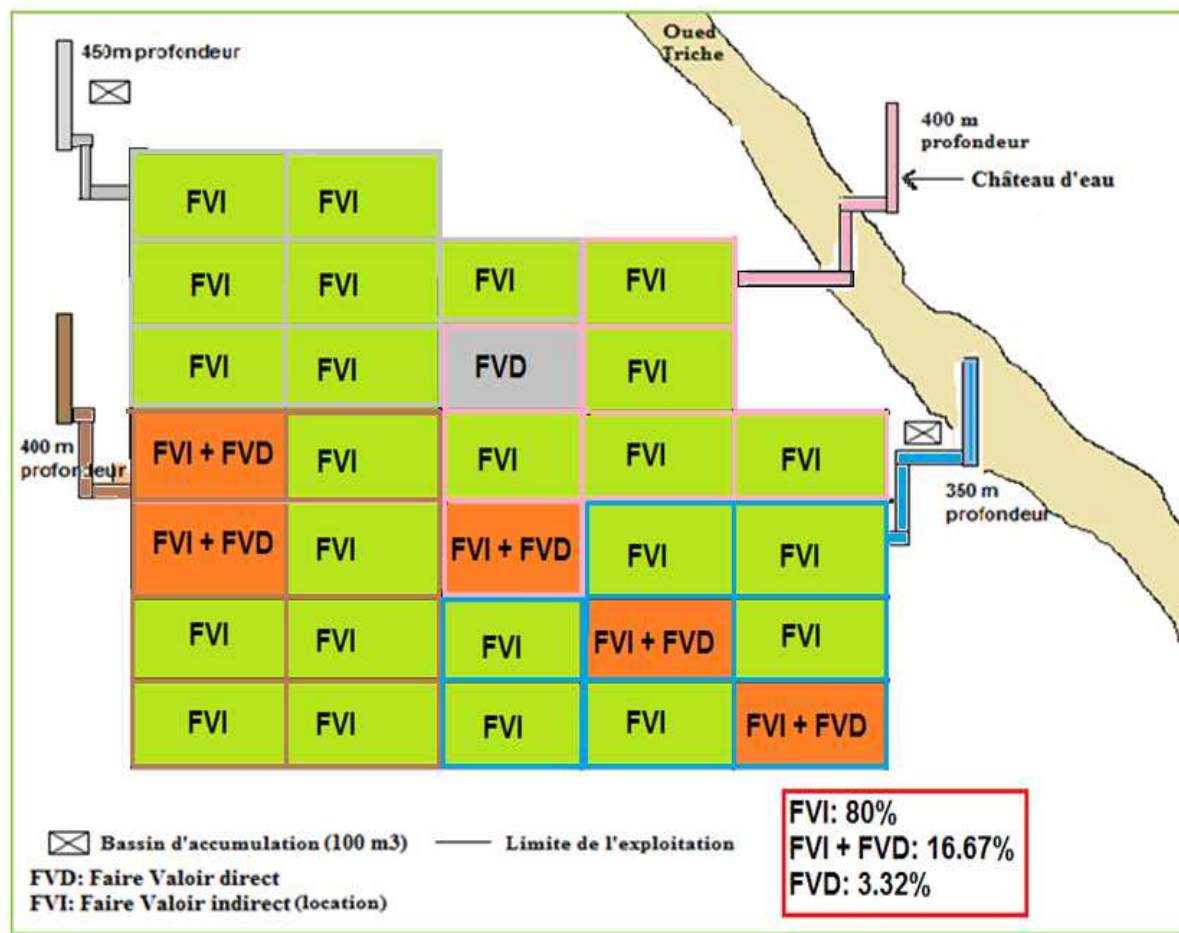 Oued
Triche
450m profondeur
400 m
profondeur
Château d'eau
FVI FVI
FVI FVI FVI FVI
FVI FVI FVD FVI
400 m
profondeur
FVI + FVD FVI FVI FVI FVI
350 m
profondeur
FVI + FVD FVI FVI + FVD FVI FVI
FVI FVI FVI FVI + FVD FVI
FVI FVI FVI FVI FVI + FVD
FVI: 80%
FVI + FVD: 16.67%
FVD: 3.32%
Bassin d'accumulation (100 m3) Limite de l'exploitation
FVD: Faire Valoir direct
FVI: Faire Valoir indirect (location)